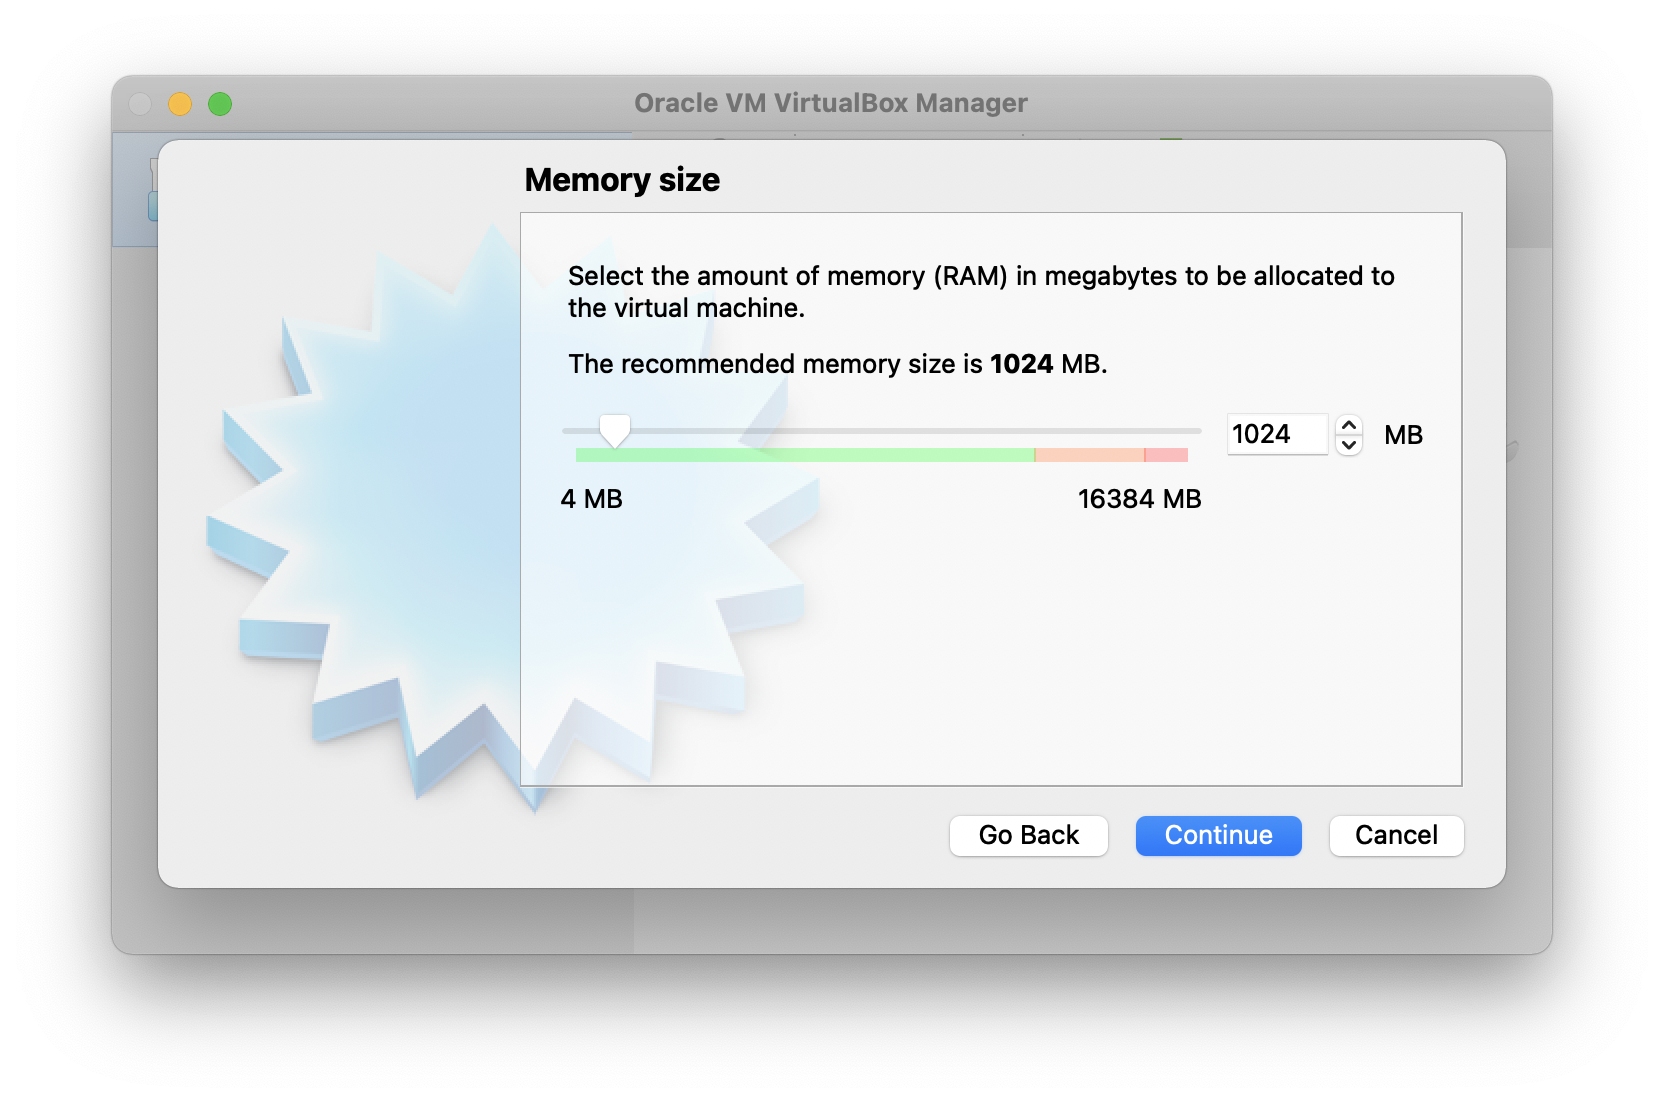 Oracle VM VirtualBox Manager
Memory size
Select the amount of memory (RAM) in megabytes to be allocated to
the virtual machine.
The recommended memory size is 1024 MB.
1024 MB
4 MB 16384 MB
Go Back Continue Cancel